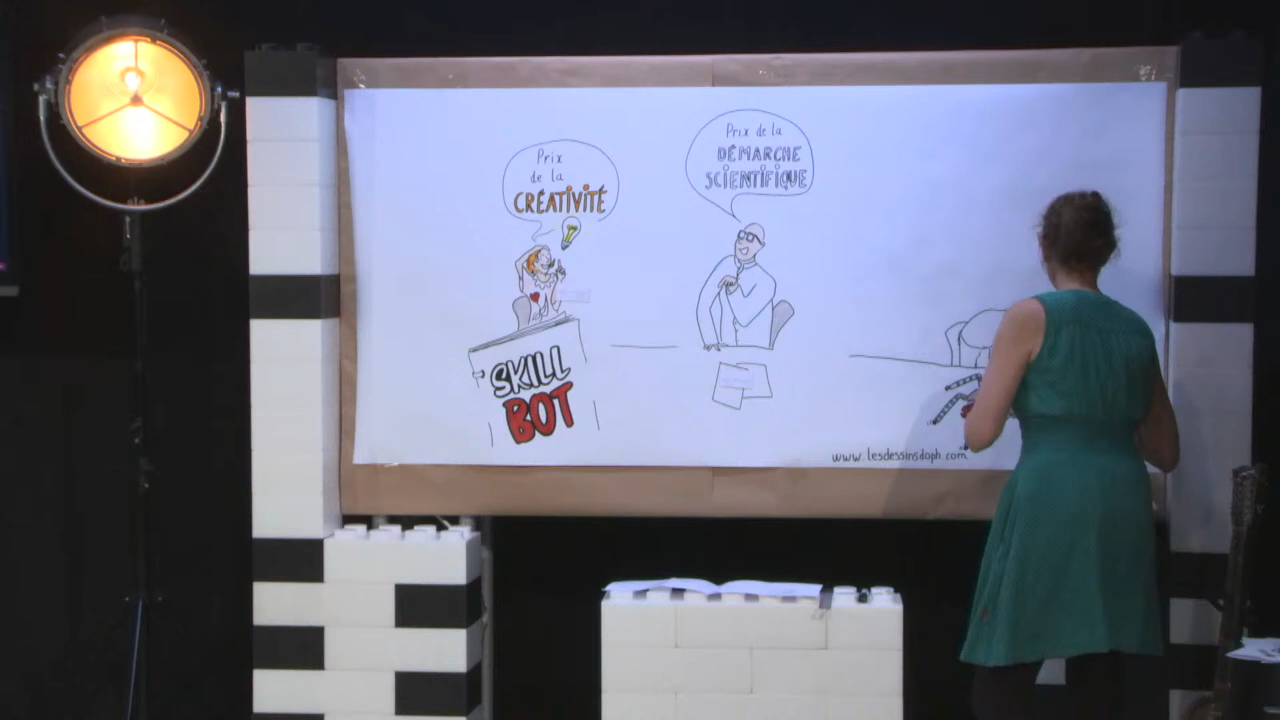 Prix
de la
CRÉATIVITÉ
Prix de la
DÉMARCHE
SCIENTIFIQUE
SKILL
BOT
www.lesdessinsdoph.com